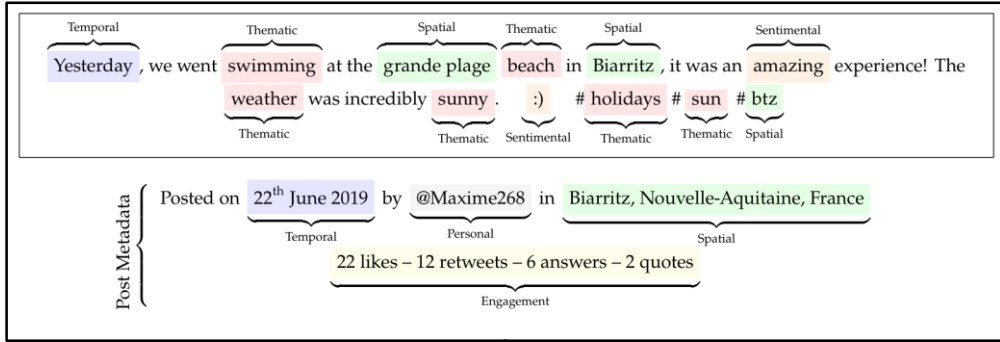 Temporal Thematic Spatial Thematic Spatial Sentimental
Yesterday , we went swimming at the grande plage beach in Biarritz , it was an amazing experience! The
weather was incredibly sunny . :) # holidays # sun # btz
Thematic Thematic Sentimental Thematic Thematic Spatial
Post Metadata
Posted on 22th June 2019 by @Maxime268 in Biarritz, Nouvelle-Aquitaine, France
Temporal Personal Spatial
22 likes – 12 retweets – 6 answers – 2 quotes
Engagement